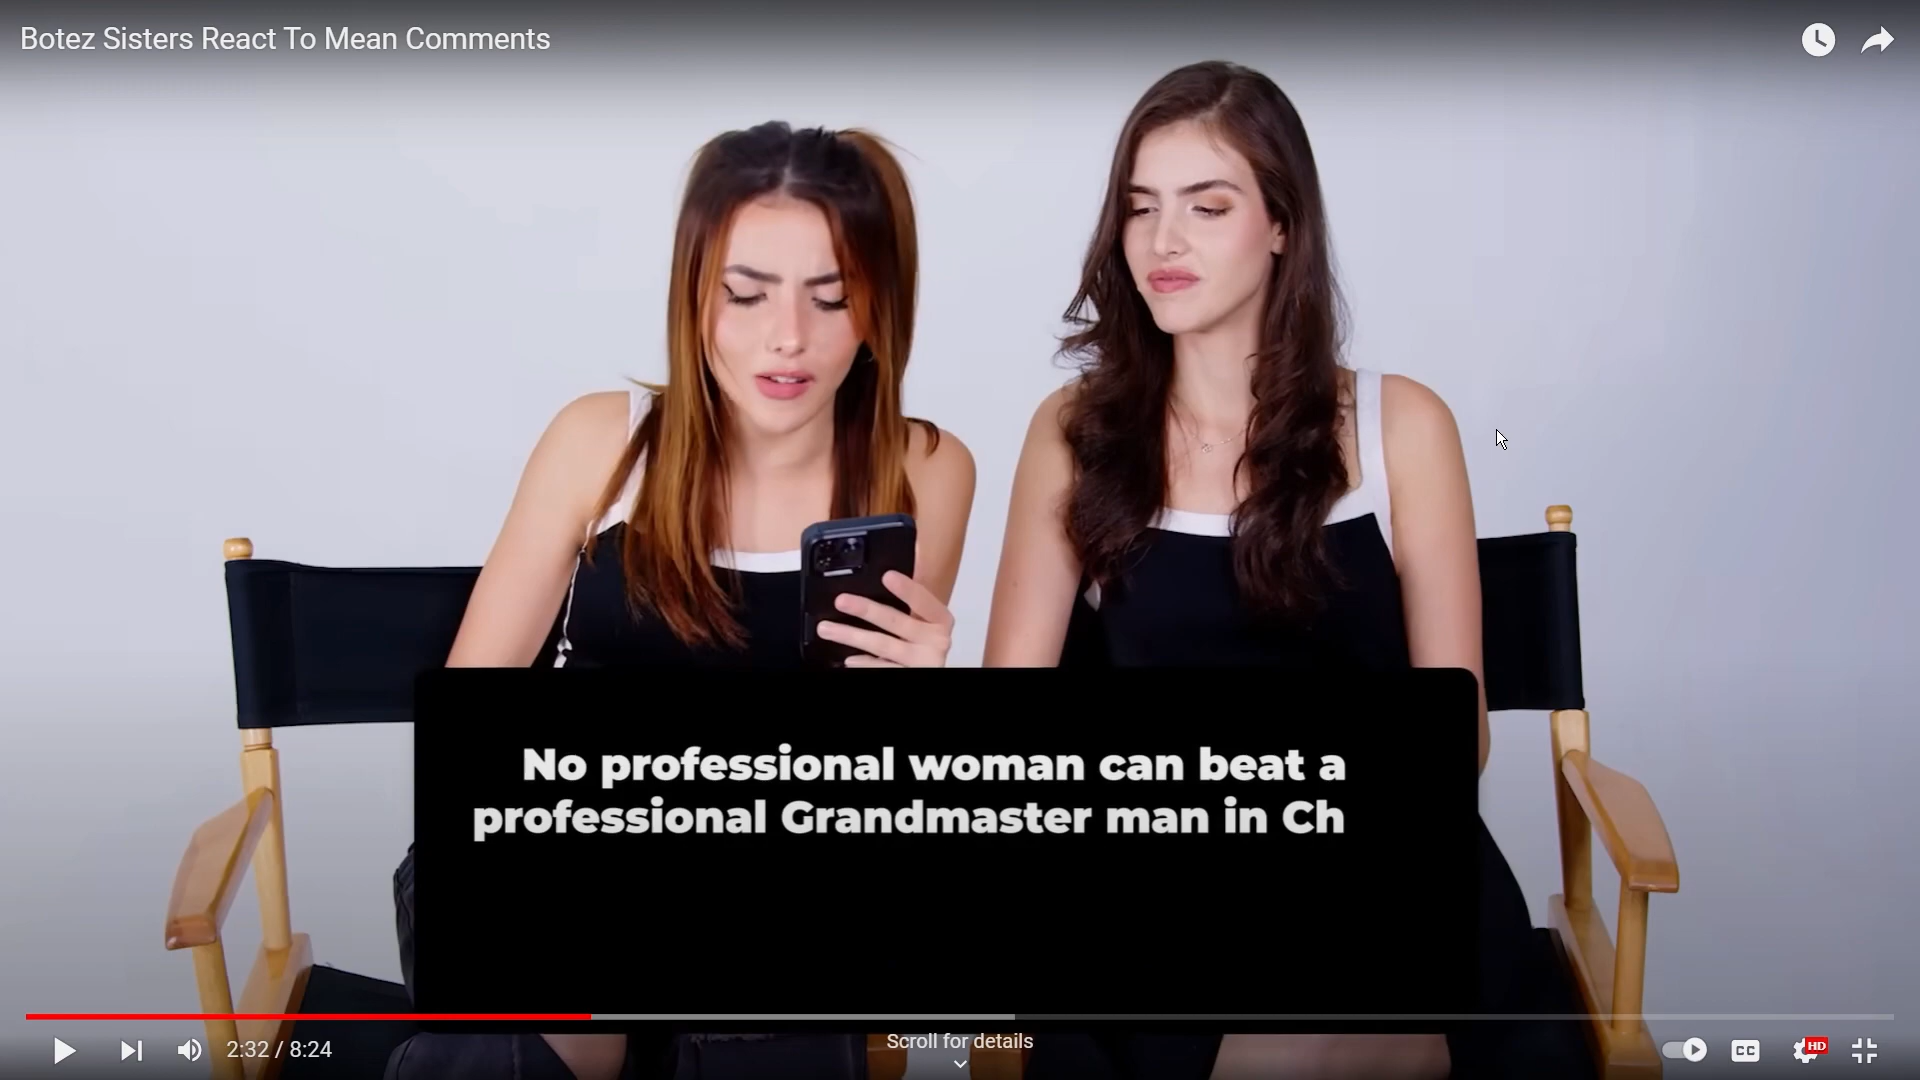 Botez Sisters React To Mean Comments
No professional woman can beat a
professional Grandmaster man in Ch
Scroll for details
2:32 / 8:24
CC
HD